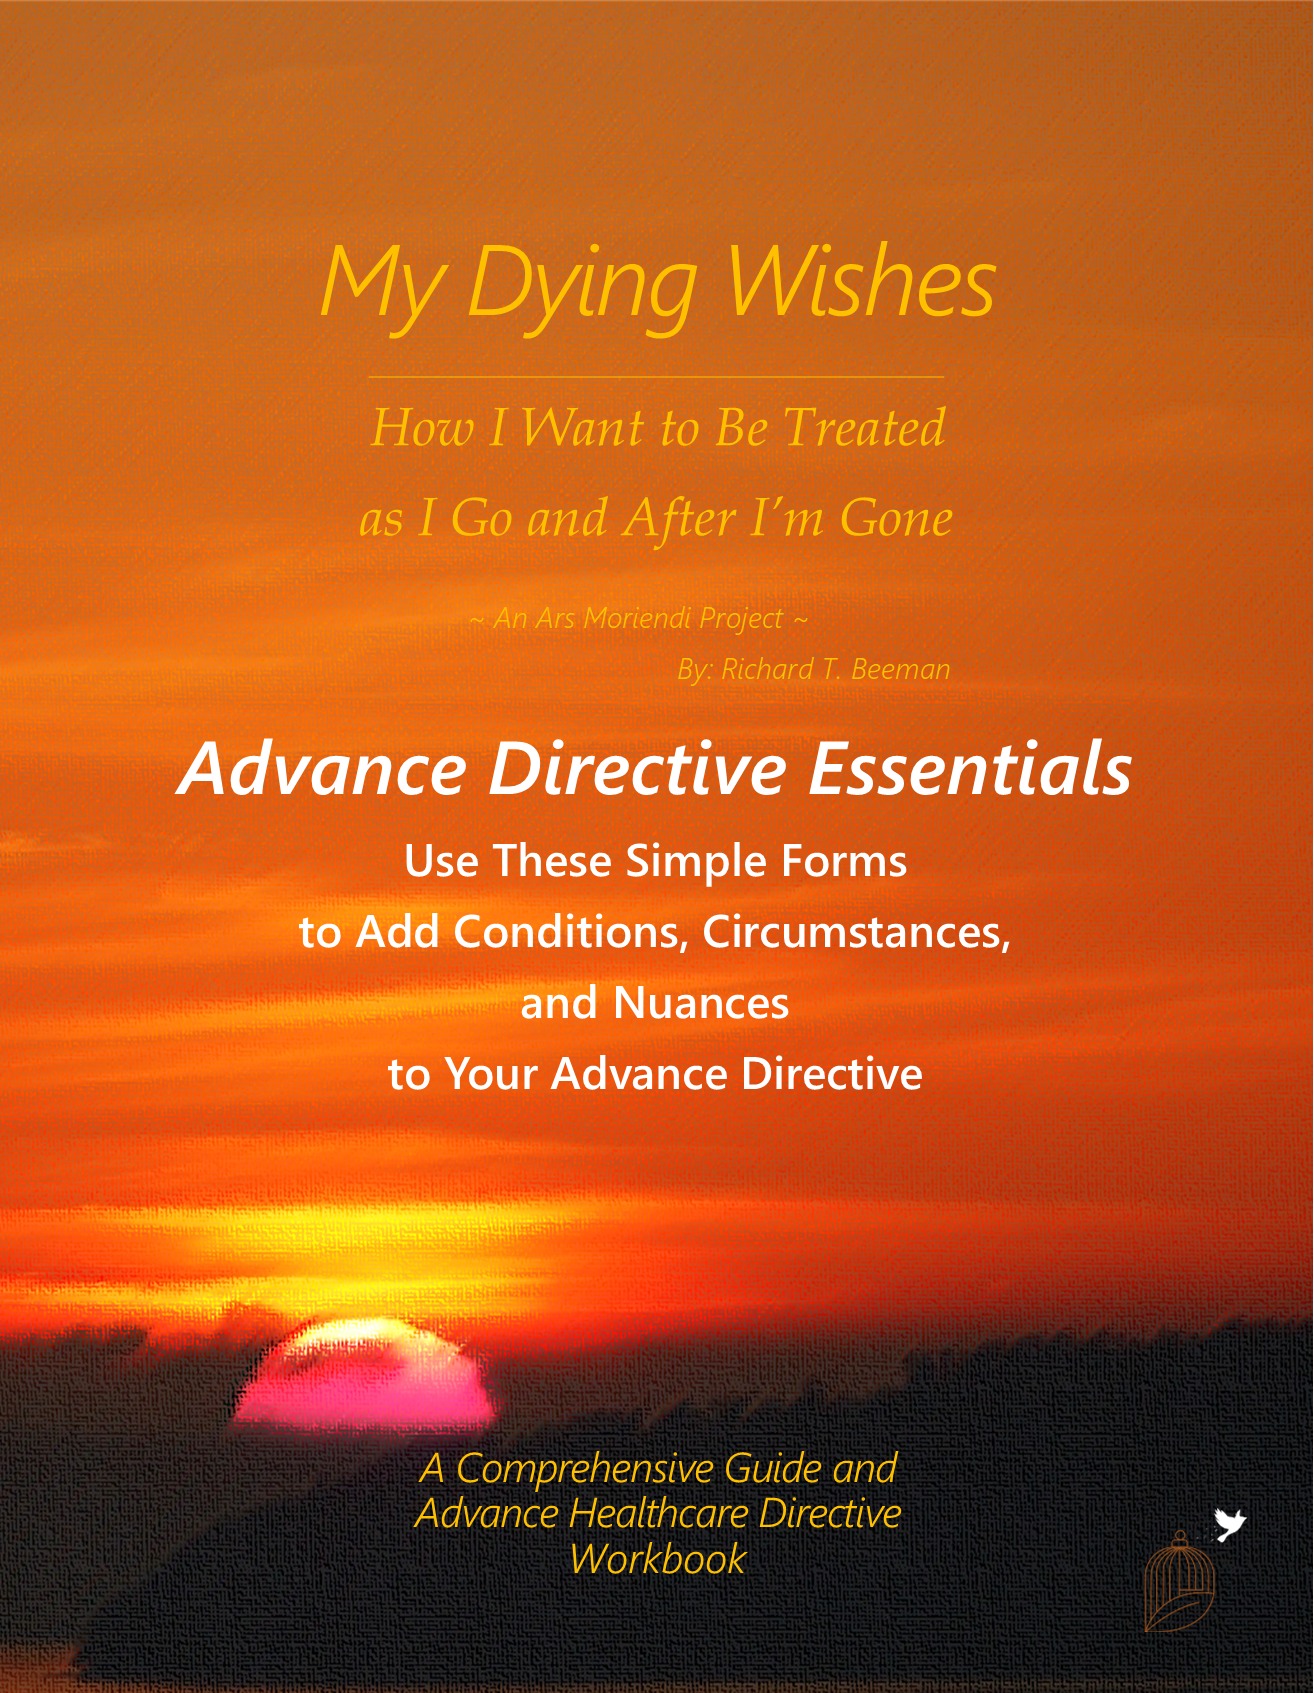 My Dying Wishes
How I Want to Be Treated
as I Go and After I’m Gone
~ An Ars Moriendi Project ~
By: Richard T. Beeman
Advance Directive Essentials
Use These Simple Forms
to Add Conditions, Circumstances,
and Nuances
to Your Advance Directive
A Comprehensive Guide and
Advance Healthcare Directive
Workbook